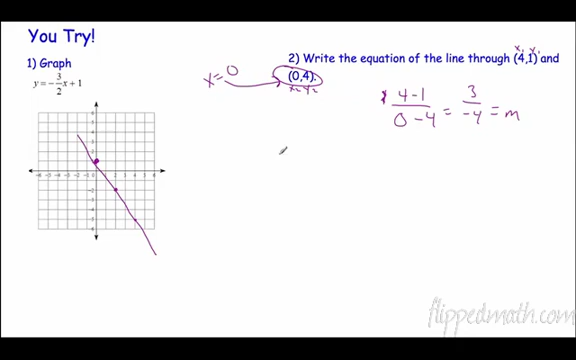 You Try!
1) Graph
y = -3/2 x + 1
2) Write the equation of the line through (4,1) and
(0,4).
x₁ y₁
x₂ y₂
x = 0
4 - 1 / 0 - 4 = 3 / -4 = m
flippedmath.com